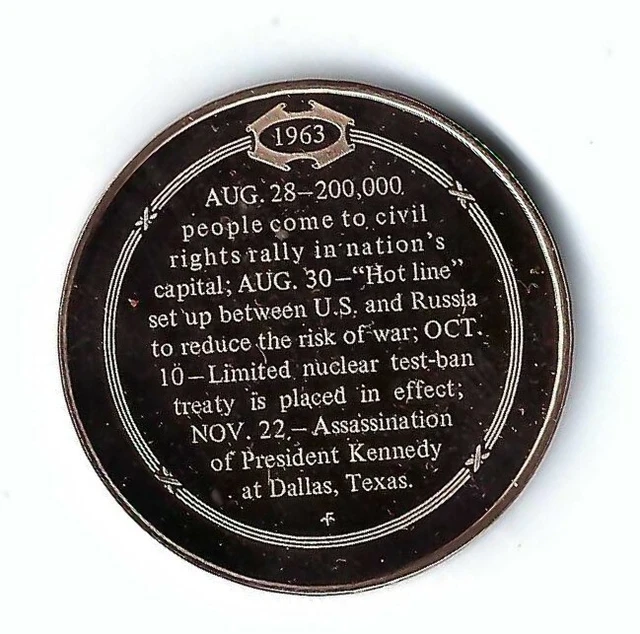 1963
AUG. 28–200,000
people come to civil
rights rally in nation's
capital; AUG. 30–"Hot line"
set up between U.S. and Russia
to reduce the risk of war; OCT.
10–Limited nuclear test-ban
treaty is placed in effect;
NOV. 22–Assassination
of President Kennedy
at Dallas, Texas.